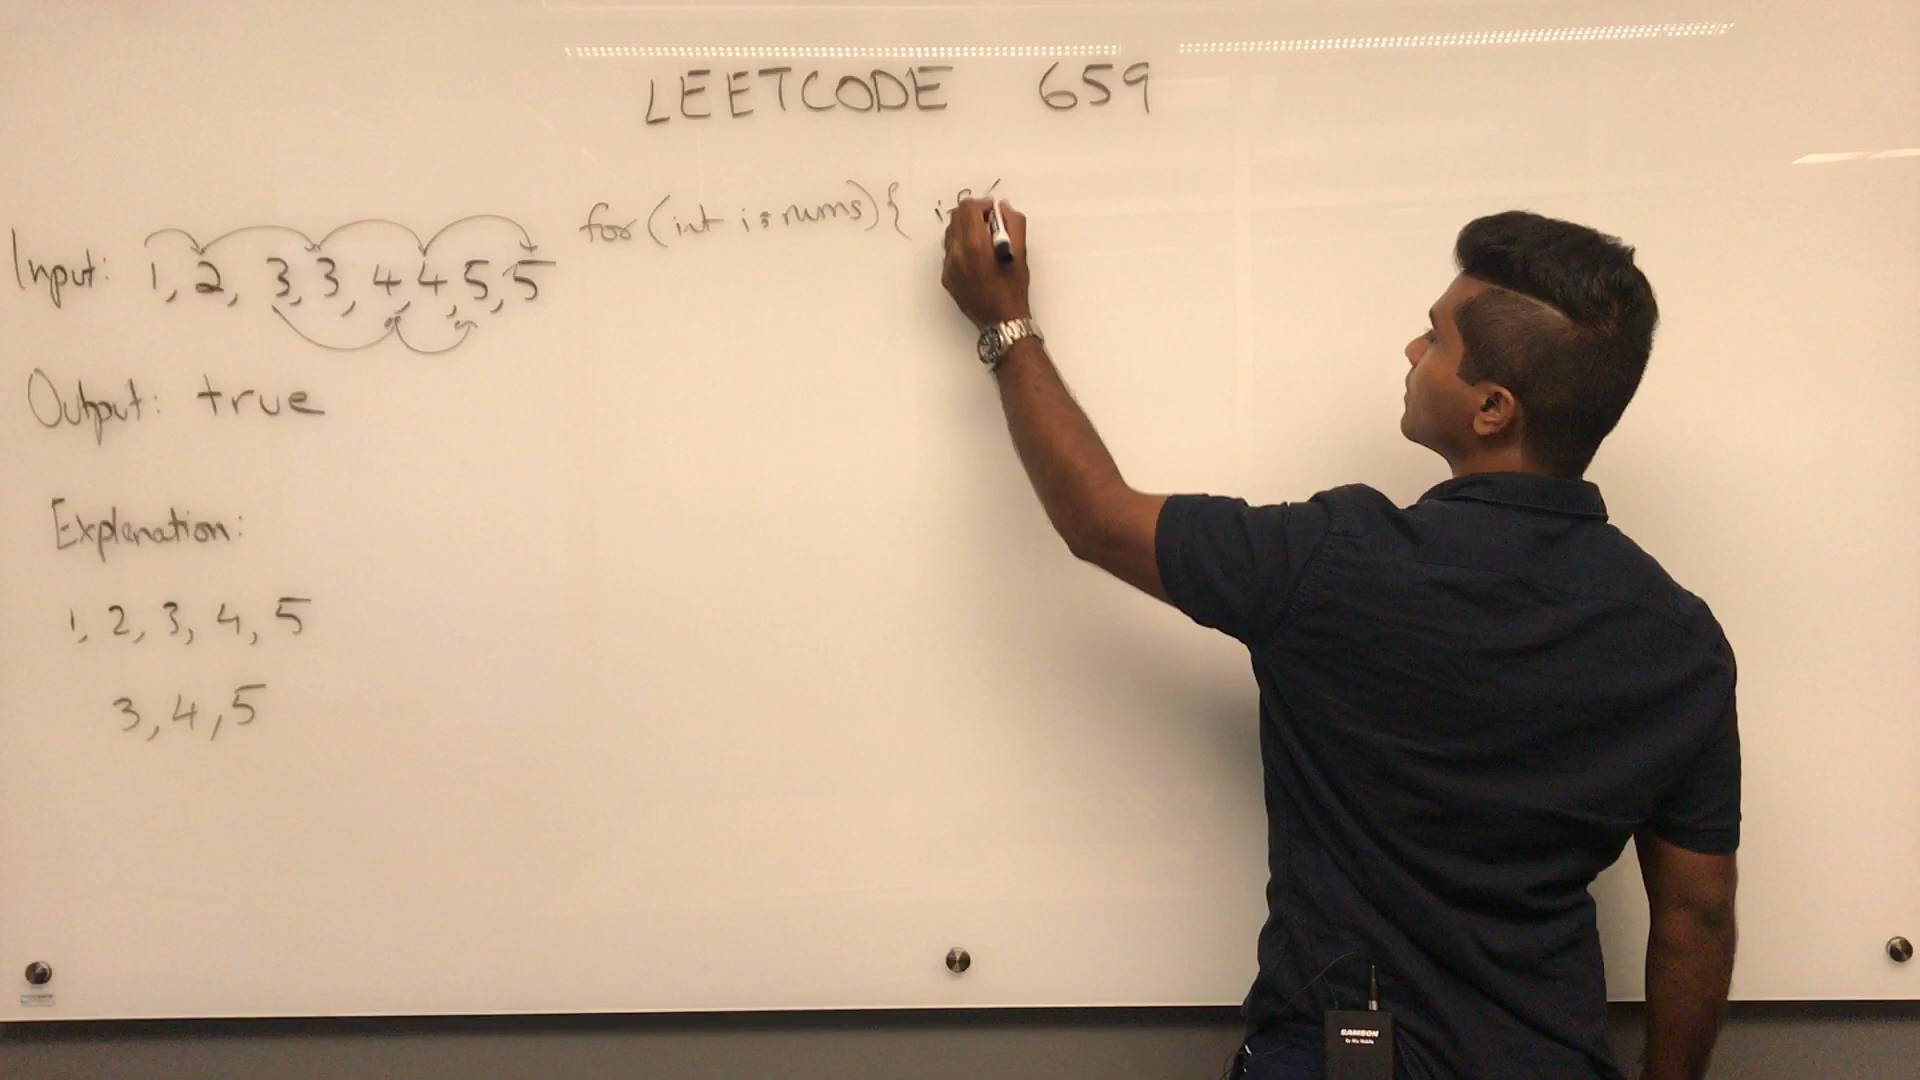 LEETCODE 659
for (int i : nums) { if (
Input: 1, 2, 3, 3, 4, 4, 5, 5
Output: true
Explanation:
1, 2, 3, 4, 5
3, 4, 5
SAMSON